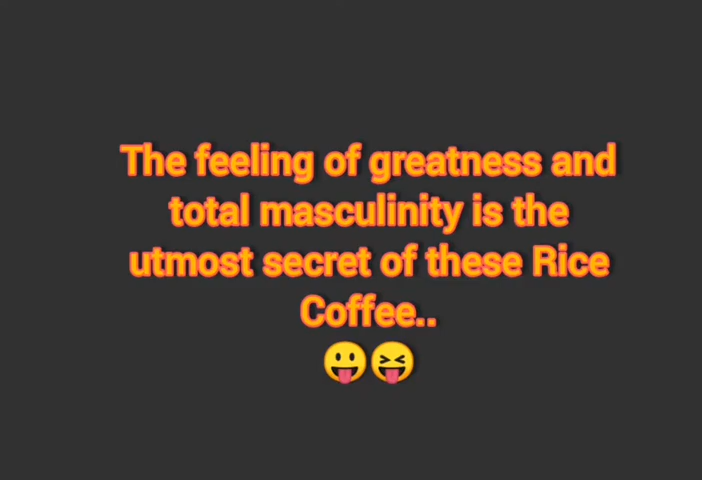 The feeling of greatness and
total masculinity is the
utmost secret of these Rice
Coffee..
😛😝